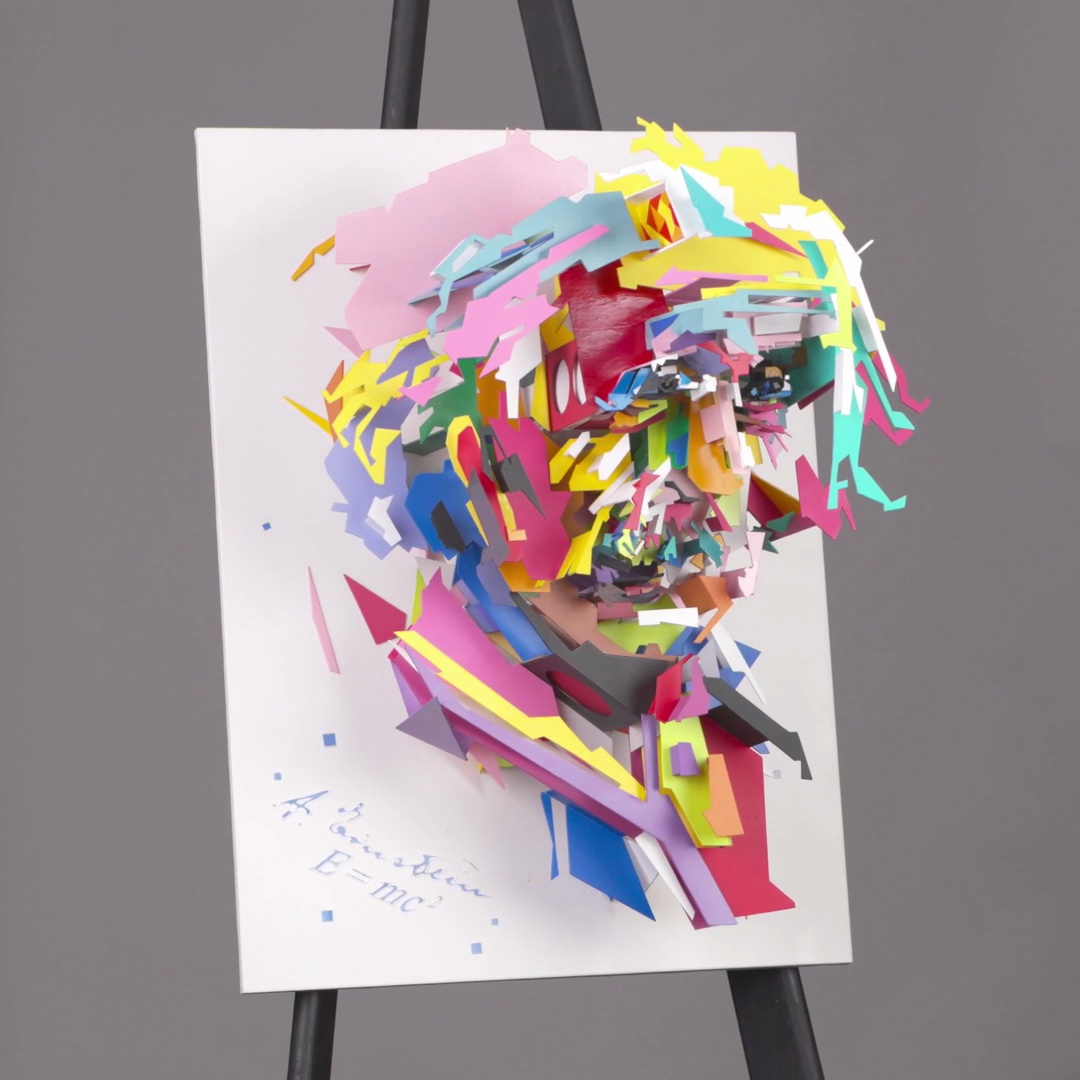 A. Einstein
E = mc²